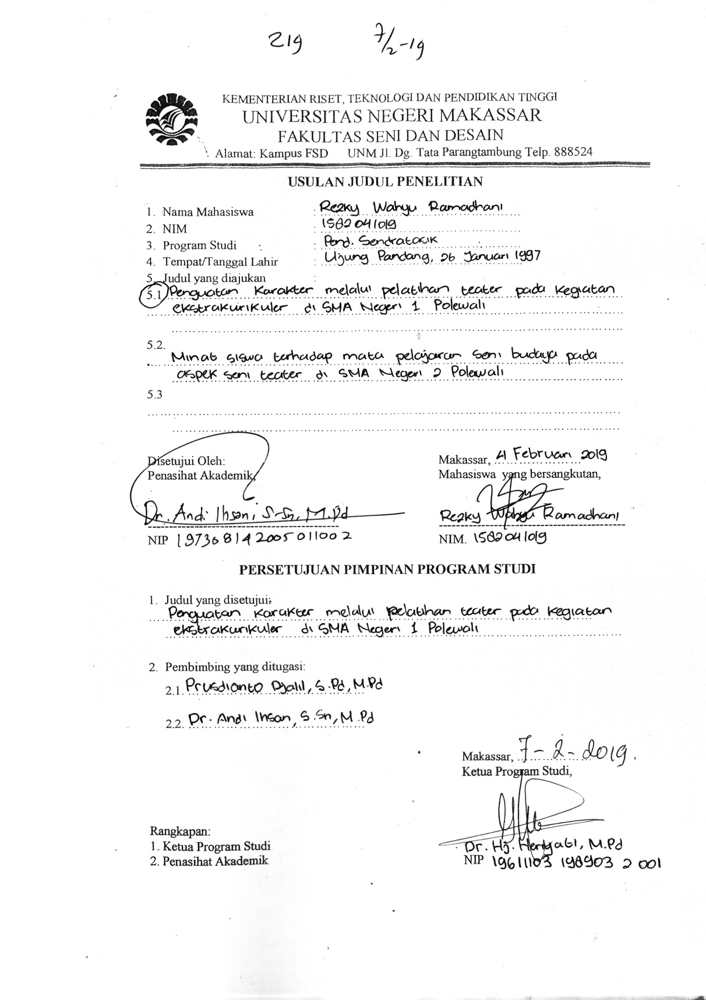 219 7/2-19
KEMENTERIAN RISET, TEKNOLOGI DAN PENDIDIKAN TINGGI
UNIVERSITAS NEGERI MAKASSAR
FAKULTAS SENI DAN DESAIN
Alamat: Kampus FSD UNM Jl. Dg. Tata Parangtambung Telp. 888524
USULAN JUDUL PENELITIAN
1. Nama Mahasiswa : Rezky Wahyu Ramadhani
2. NIM : 1582041019
3. Program Studi : Pend. Sendratasik
4. Tempat/Tanggal Lahir : Ujung Pandang, 26 Januari 1997
5. Judul yang diajukan :
5.1 Penguatan Karakter melalui pelatihan teater pada kegiatan
ekstrakurikuler di SMA Negeri 1 Polewali
5.2.
Minat siswa terhadap mata pelajaran seni budaya pada
aspek seni teater di SMA Negeri 2 Polewali
5.3
Disetujui Oleh:
Penasihat Akademik,
Dr. Andi Ihsan, S.Sn, M.Pd
NIP 197368142005011002
Makassar, 4 Februari 2019
Mahasiswa yang bersangkutan,
Rezky Wahyu Ramadhani
NIM. 1582041019
PERSETUJUAN PIMPINAN PROGRAM STUDI
1. Judul yang disetujui:
Penguatan Karakter melalui pelatihan teater pada kegiatan
ekstrakurikuler di SMA Negeri 1 Polewali
2. Pembimbing yang ditugasi:
2.1. Prusdianto Djalil, S.Pd, M.Pd
2.2. Dr. Andi Ihsan, S.Sn, M.Pd
Makassar, 7-2-2019.
Ketua Program Studi,
Dr. Hj. Heriyati, M.Pd
NIP 19611103 198903 2 001
Rangkapan:
1. Ketua Program Studi
2. Penasihat Akademik